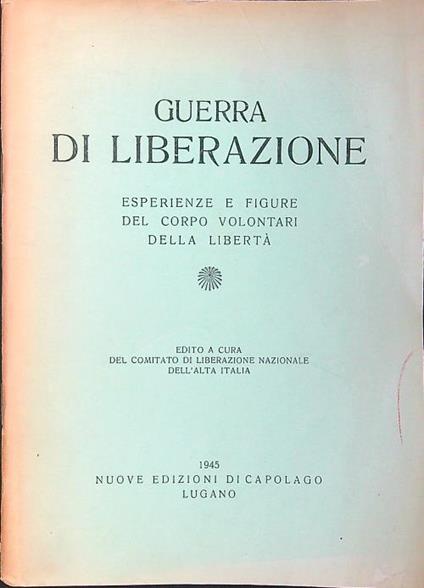 GUERRA
DI LIBERAZIONE
ESPERIENZE E FIGURE
DEL CORPO VOLONTARI
DELLA LIBERTÀ
EDITO A CURA
DEL COMITATO DI LIBERAZIONE NAZIONALE
DELL'ALTA ITALIA
1945
NUOVE EDIZIONI DI CAPOLAGO
LUGANO